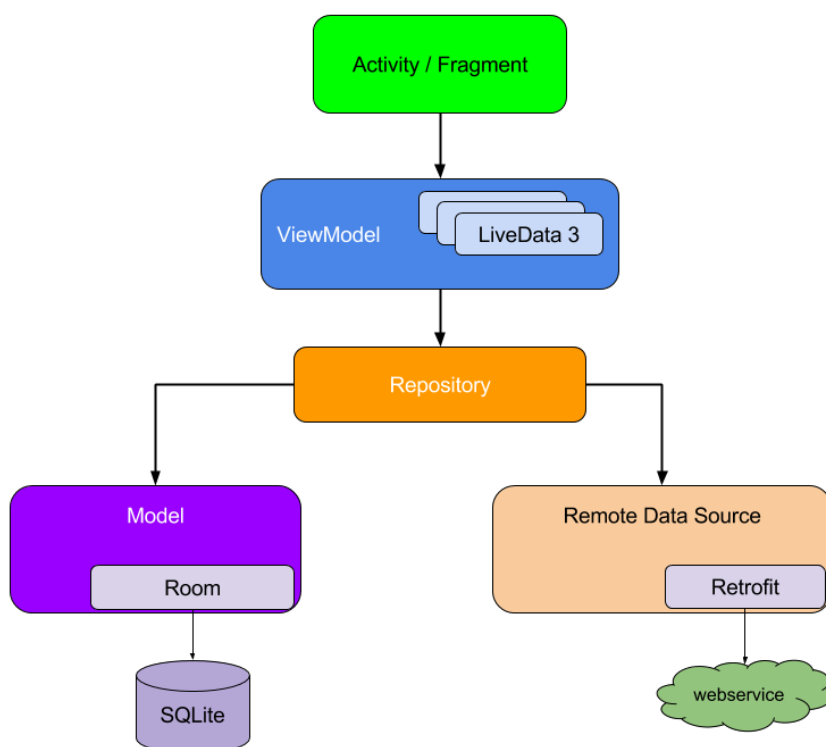 Activity / Fragment
ViewModel
LiveData 3
Repository
Model
Room
SQLite
Remote Data Source
Retrofit
webservice